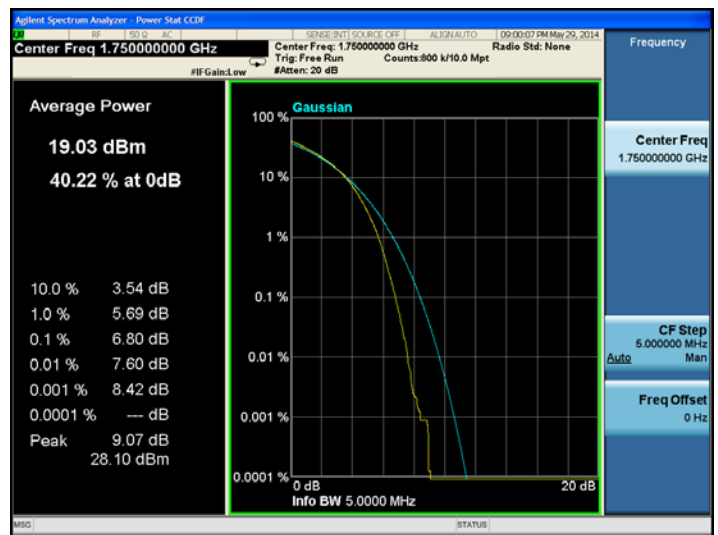 Agilent Spectrum Analyzer - Power Stat CCDF
RF 50 Ω AC SENSE:INT SOURCE OFF ALIGN AUTO 09:00:07 PM May 29, 2014
Center Freq 1.750000000 GHz
Center Freq: 1.750000000 GHz Radio Std: None
Trig: Free Run Counts:800 k/10.0 Mpt
#IFGain:Low #Atten: 20 dB
Frequency
Average Power
19.03 dBm
40.22 % at 0dB
10.0 % 3.54 dB
1.0 % 5.69 dB
0.1 % 6.80 dB
0.01 % 7.60 dB
0.001 % 8.42 dB
0.0001 % --- dB
Peak 9.07 dB
28.10 dBm
Gaussian
100 %
10 %
1 %
0.1 %
0.01 %
0.001 %
0.0001 %
0 dB 20 dB
Info BW 5.0000 MHz
Center Freq
1.750000000 GHz
CF Step
5.000000 MHz
Auto Man
Freq Offset
0 Hz
MSG STATUS